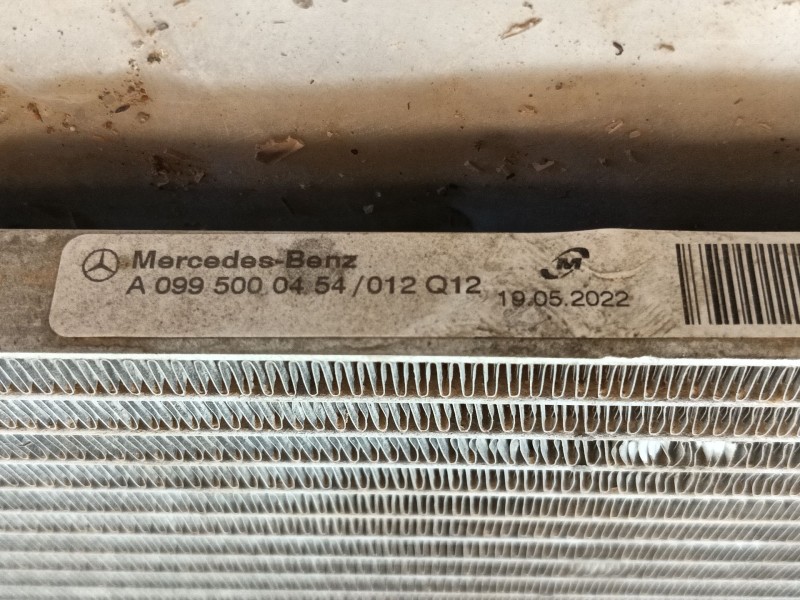 Mercedes-Benz
A 099 500 04 54/012 Q12
M
19.05.2022